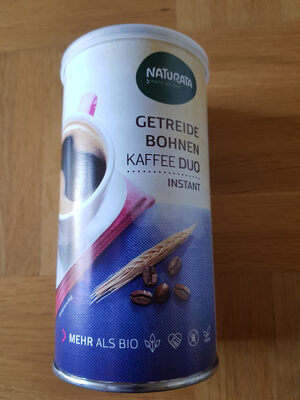 NATURATA
GETREIDE
BOHNEN
KAFFEE DUO
INSTANT
MEHR ALS BIO